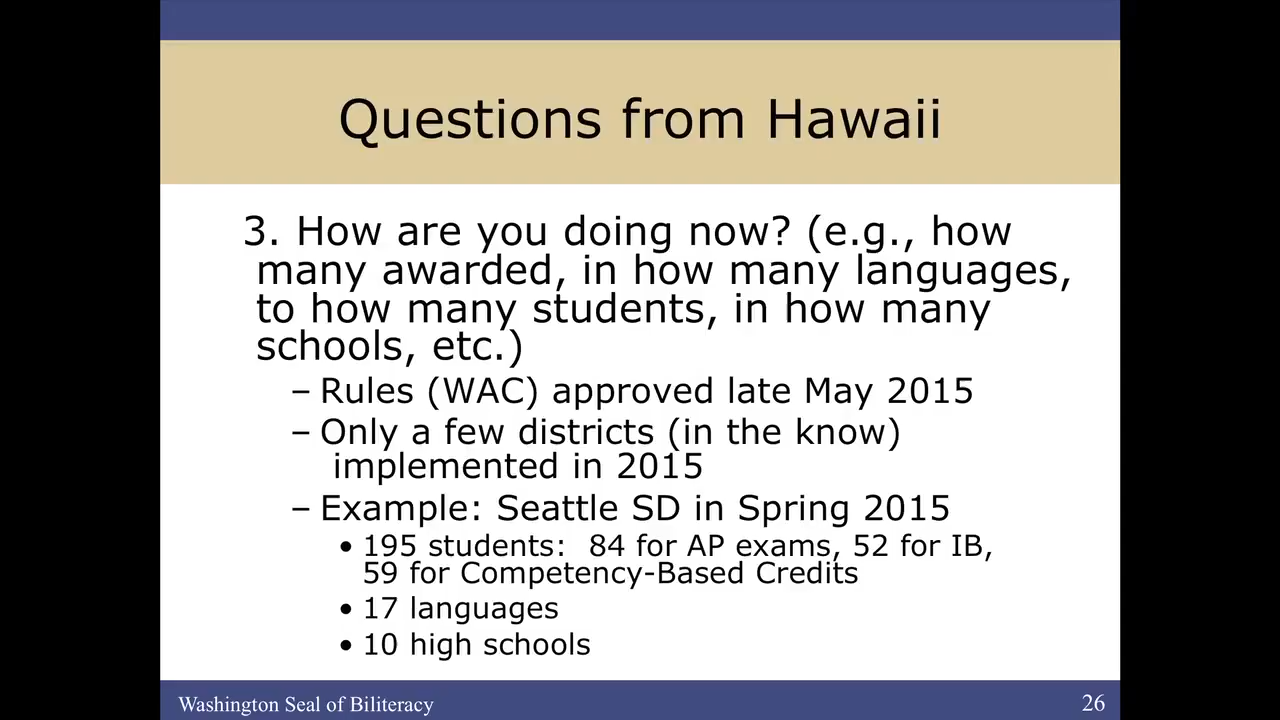 Questions from Hawaii
3. How are you doing now? (e.g., how
many awarded, in how many languages,
to how many students, in how many
schools, etc.)
– Rules (WAC) approved late May 2015
– Only a few districts (in the know)
implemented in 2015
– Example: Seattle SD in Spring 2015
• 195 students:  84 for AP exams, 52 for IB,
59 for Competency-Based Credits
• 17 languages
• 10 high schools
Washington Seal of Biliteracy
26